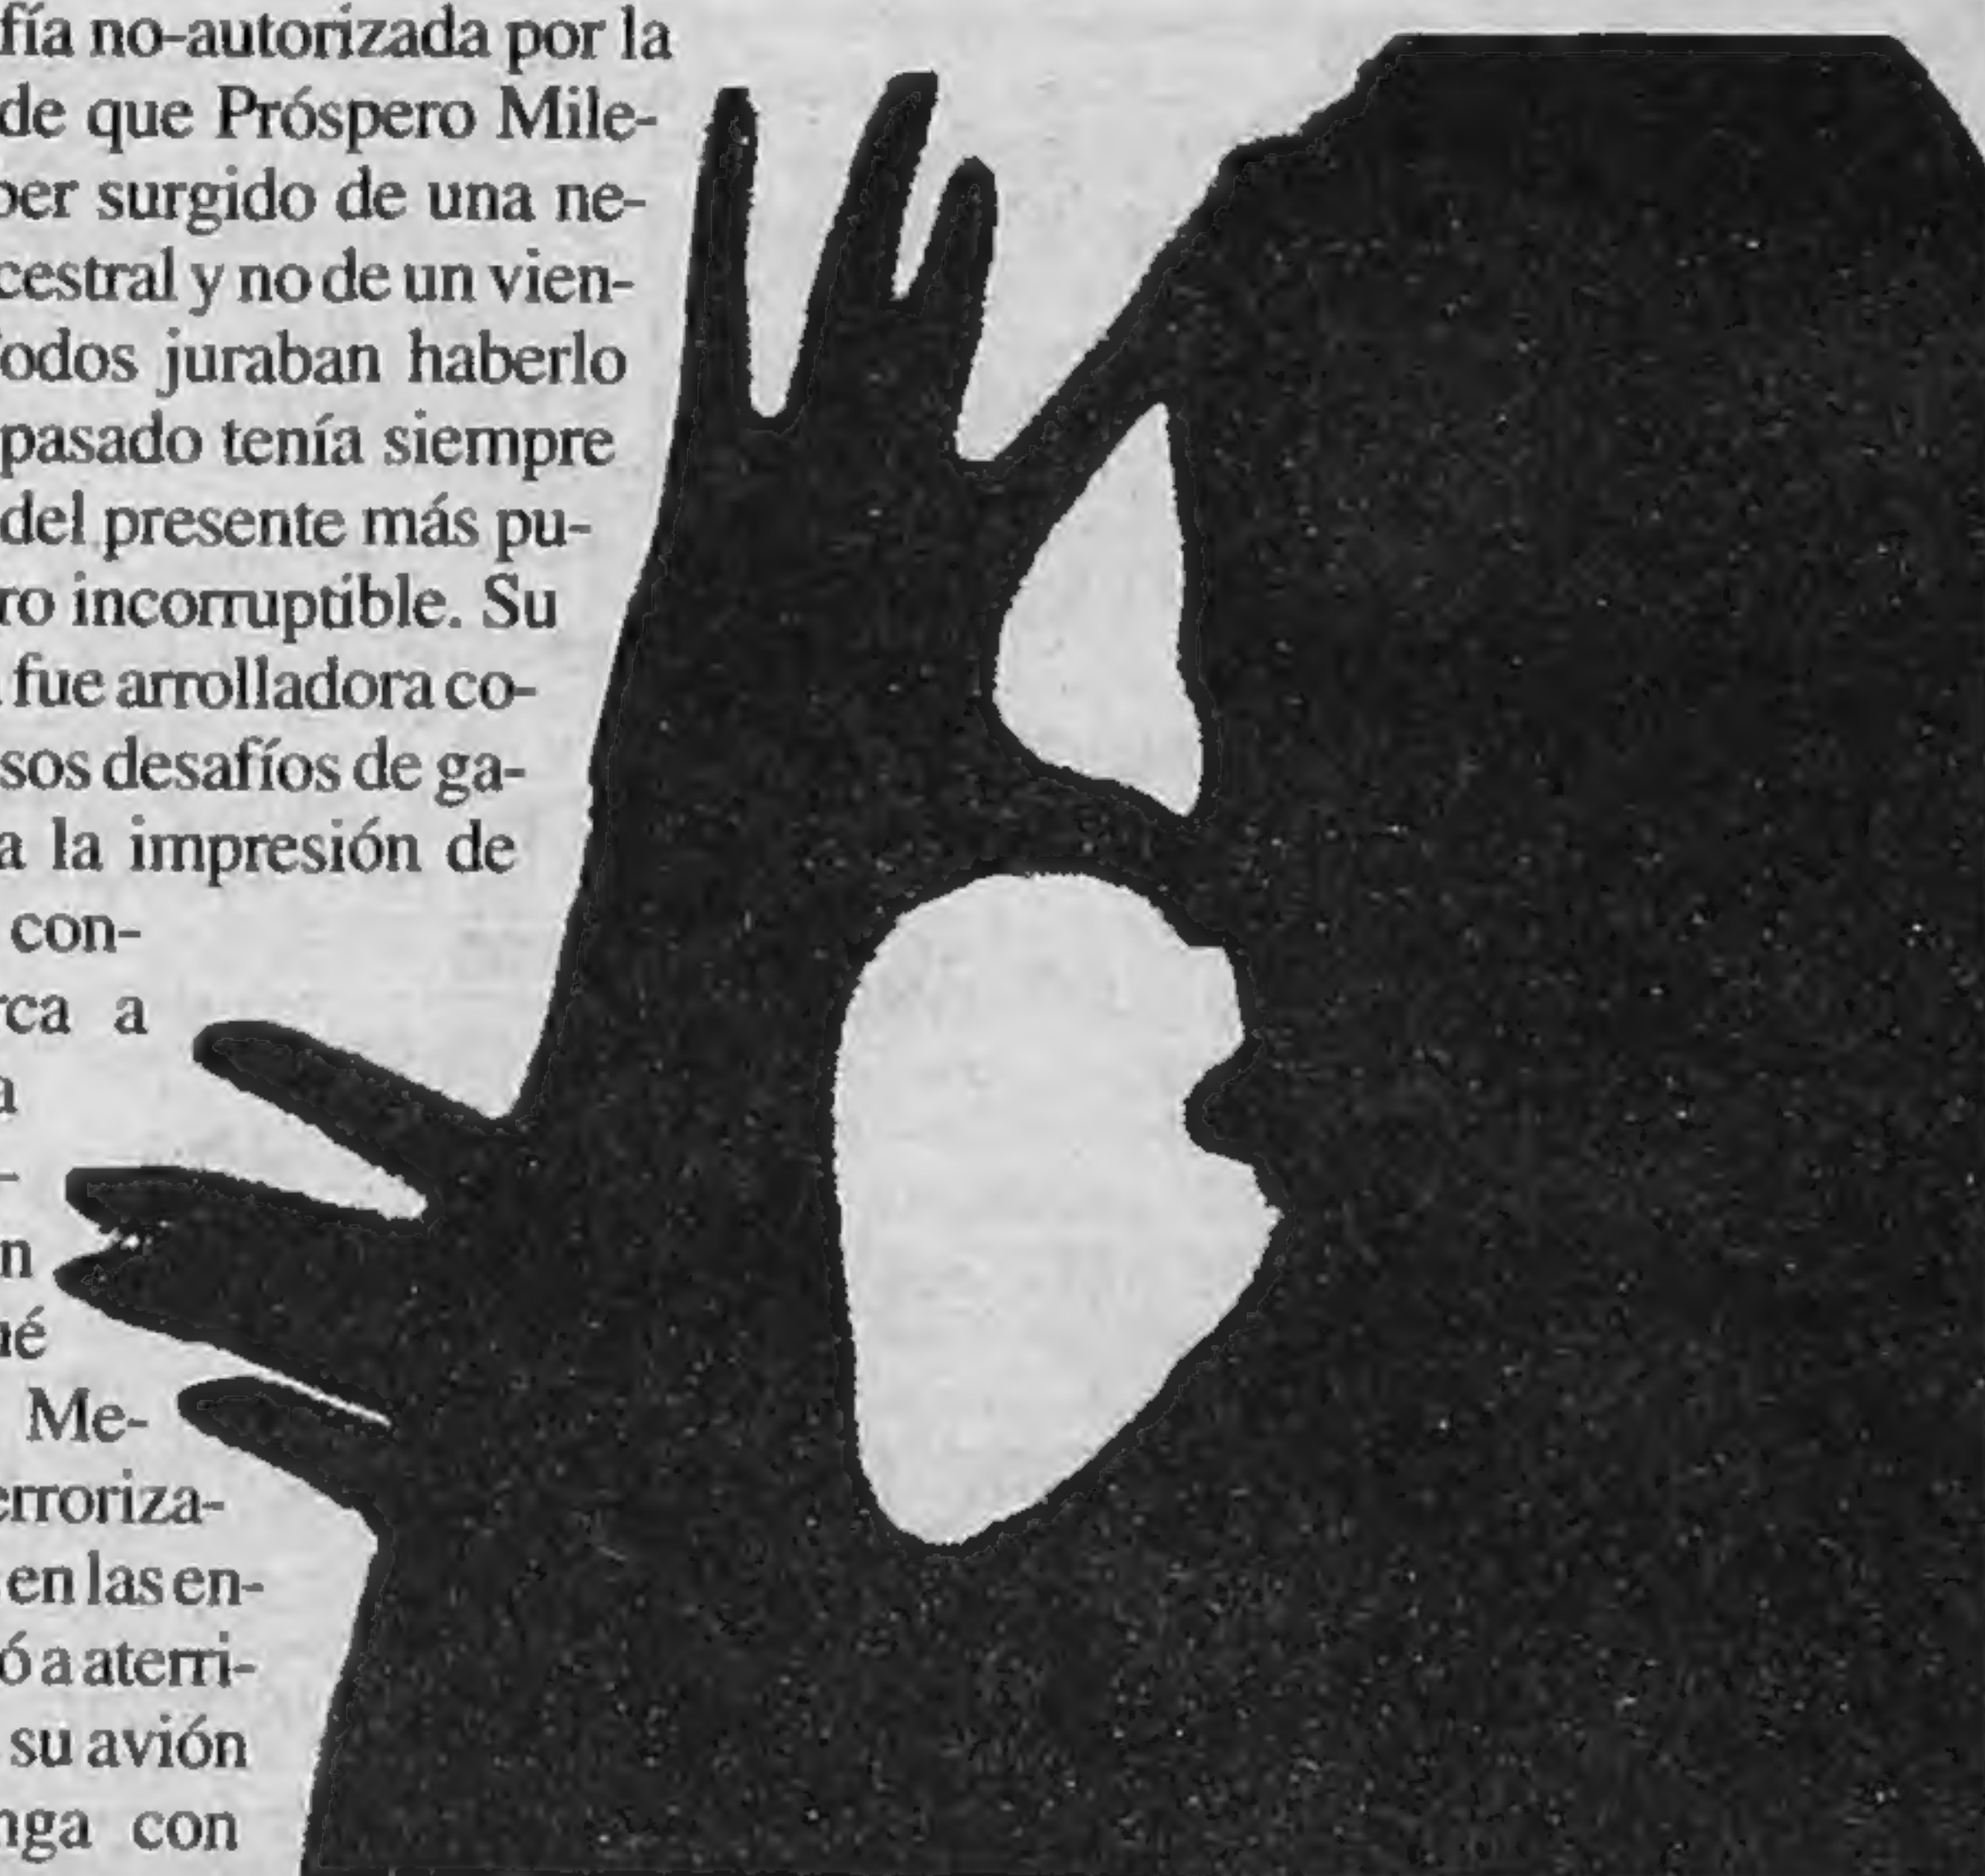 fía no-autorizada por la
de que Próspero Mile-
ber surgido de una ne-
cestral y no de un vien-
odos juraban haberlo
pasado tenía siempre
del presente más pu-
ro incorruptible. Su
fue arrolladora co-
sos desafíos de ga-
a la impresión de
con-
rca a
a
-
n
ué
Me-
erroriza-
en las en-
ó a aterri-
su avión
nga con